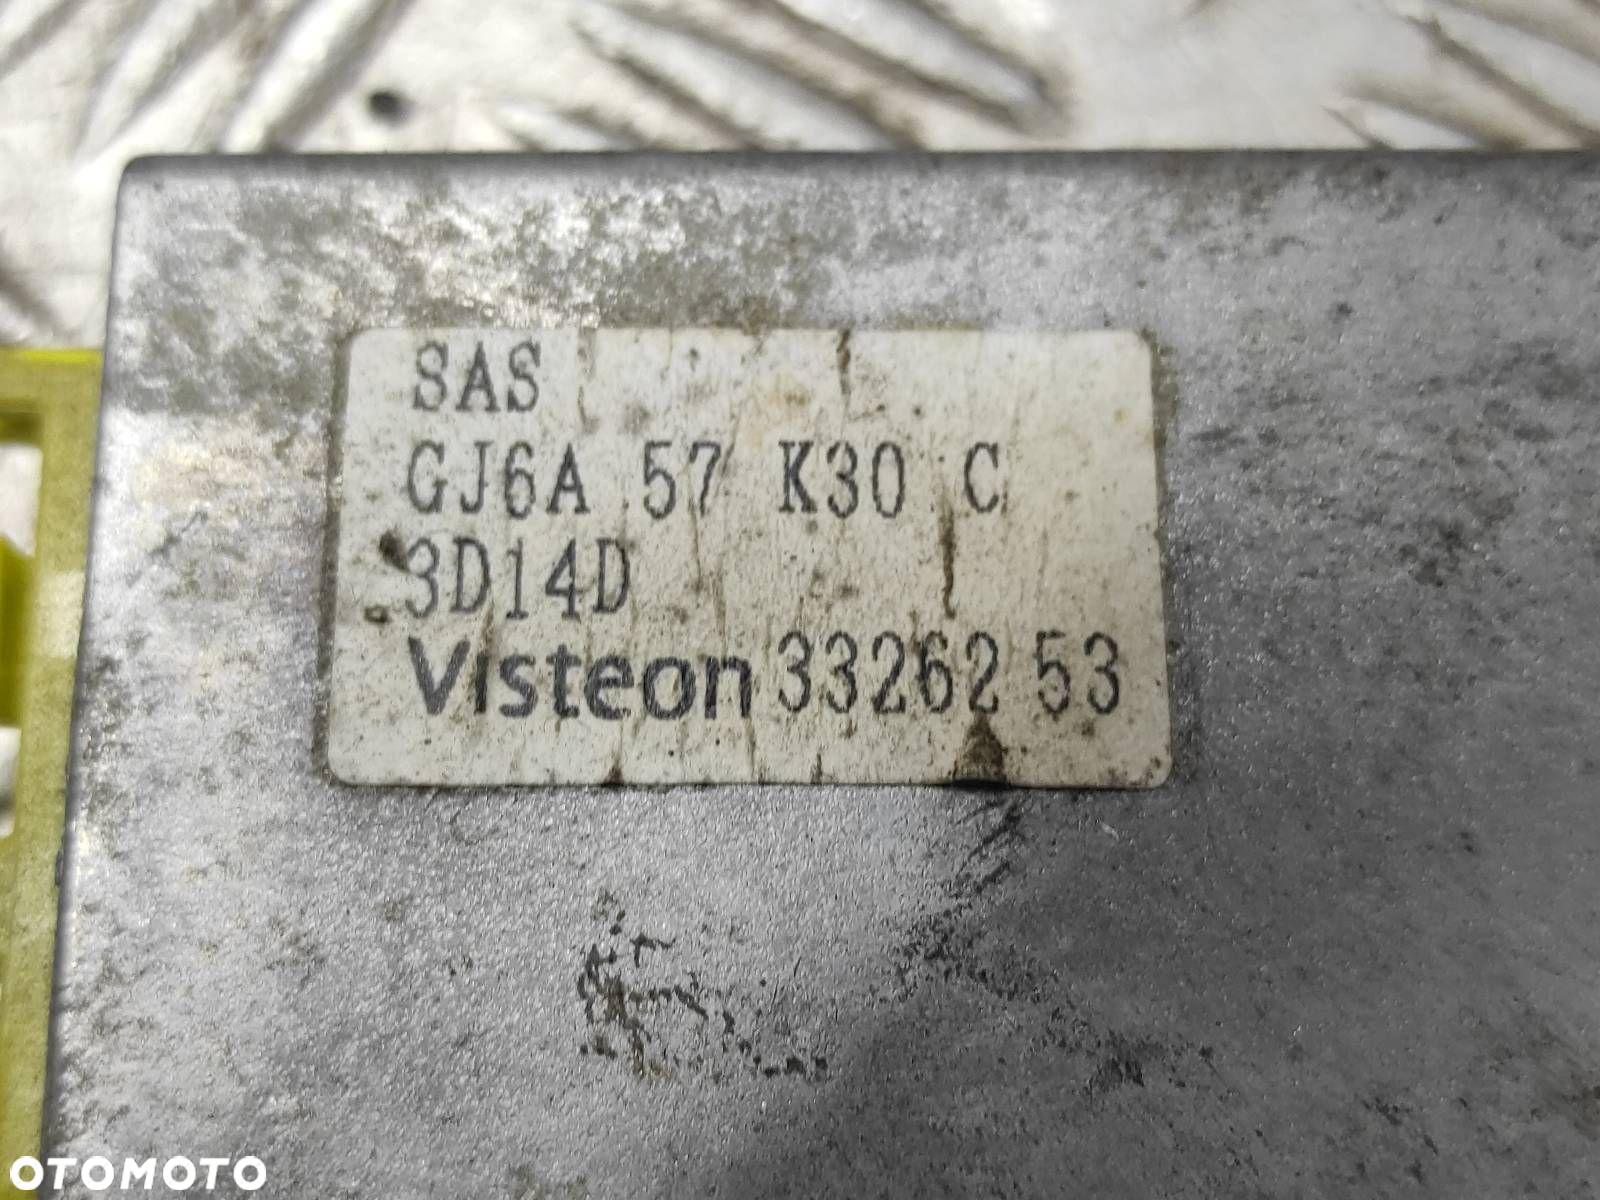 SAS
GJ6A 57 K30 C
3D14D
Visteon 33262 53
OTOMOTO